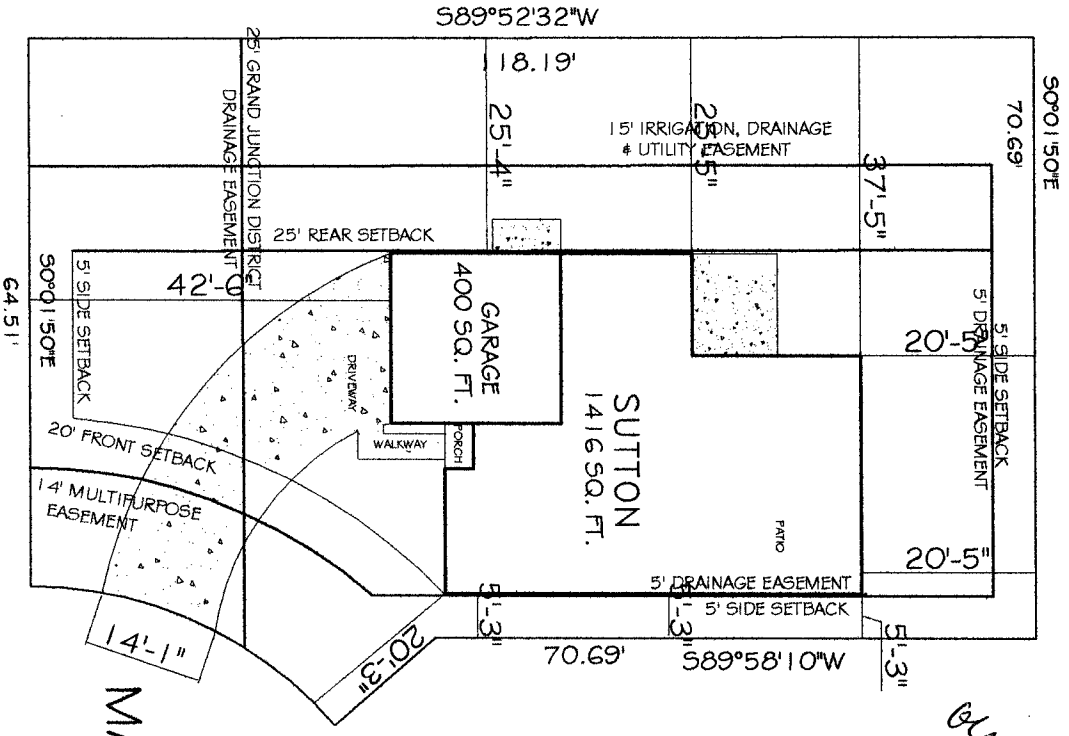 S89°52'32"W
118.19'
S0°01'50"E
70.69'
25' GRAND JUNCTION DISTRICT
DRAINAGE EASEMENT
25'-4"
25'-5"
15' IRRIGATION, DRAINAGE
& UTILITY EASEMENT
37'-5"
25' REAR SETBACK
S0°01'50"E
64.51'
5' SIDE SETBACK
GARAGE
400 SQ. FT.
DRIVEWAY
WALKWAY
PORCH
SUTTON
1416 SQ. FT.
PATIO
20'-5"
5' SIDE SETBACK
5' DRAINAGE EASEMENT
20' FRONT SETBACK
14' MULTIPURPOSE
EASEMENT
20'-5"
5' DRAINAGE EASEMENT
5' SIDE SETBACK
5'-3"
5'-3"
5'-3"
70.69'
S89°58'10"W
14'-1"
20'-3"